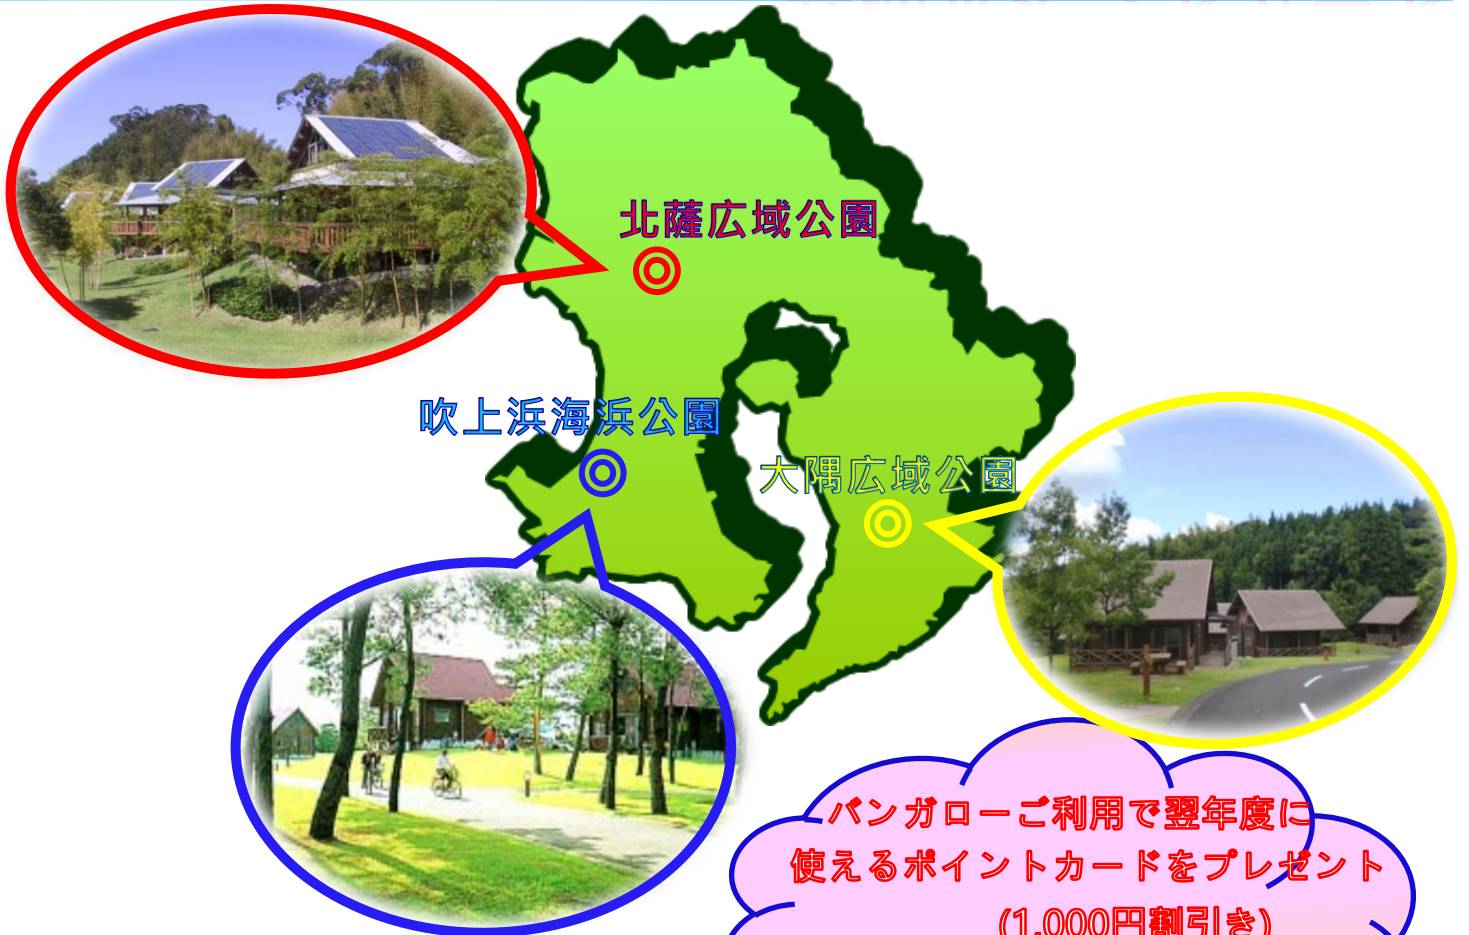 北薩広域公園
吹上浜海浜公園
大隅広域公園
バンガローご利用で翌年度に
使えるポイントカードをプレゼント
(1,000円割引き)